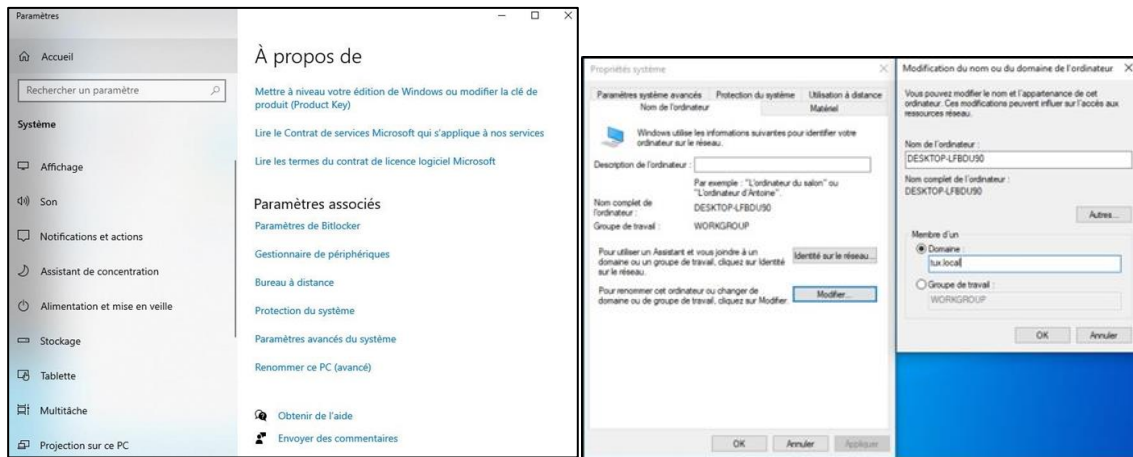 Paramètres
Accueil
Rechercher un paramètre
Système
Affichage
Son
Notifications et actions
Assistant de concentration
Alimentation et mise en veille
Stockage
Tablette
Multitâche
Projection sur ce PC
À propos de
Mettre à niveau votre édition de Windows ou modifier la clé de
produit (Product Key)
Lire le Contrat de services Microsoft qui s'applique à nos services
Lire les termes du contrat de licence logiciel Microsoft
Paramètres associés
Paramètres de Bitlocker
Gestionnaire de périphériques
Bureau à distance
Protection du système
Paramètres avancés du système
Renommer ce PC (avancé)
Obtenir de l'aide
Envoyer des commentaires
Propriétés système
Paramètres système avancés Protection du système Utilisation à distance
Nom de l'ordinateur Matériel
Windows utilise les informations suivantes pour identifier votre
ordinateur sur le réseau.
Description de l'ordinateur :
Par exemple : "L'ordinateur du salon" ou
"L'ordinateur d'Antoine".
Nom complet de
l'ordinateur :
DESKTOP-LFBDU90
Groupe de travail : WORKGROUP
Pour utiliser un Assistant et vous joindre à un
domaine ou un groupe de travail, cliquez sur Identité
sur le réseau.
Identité sur le réseau...
Pour renommer cet ordinateur ou changer de
domaine ou de groupe de travail, cliquez sur Modifier.
Modifier...
OK Annuler Appliquer
Modification du nom ou du domaine de l'ordinateur
Vous pouvez modifier le nom et l'appartenance de cet
ordinateur. Ces modifications peuvent influer sur l'accès aux
ressources réseau.
Nom de l'ordinateur :
DESKTOP-LFBDU90
Nom complet de l'ordinateur :
DESKTOP-LFBDU90
Autres...
Membre d'un
Domaine :
tux.local
Groupe de travail :
WORKGROUP
OK Annuler